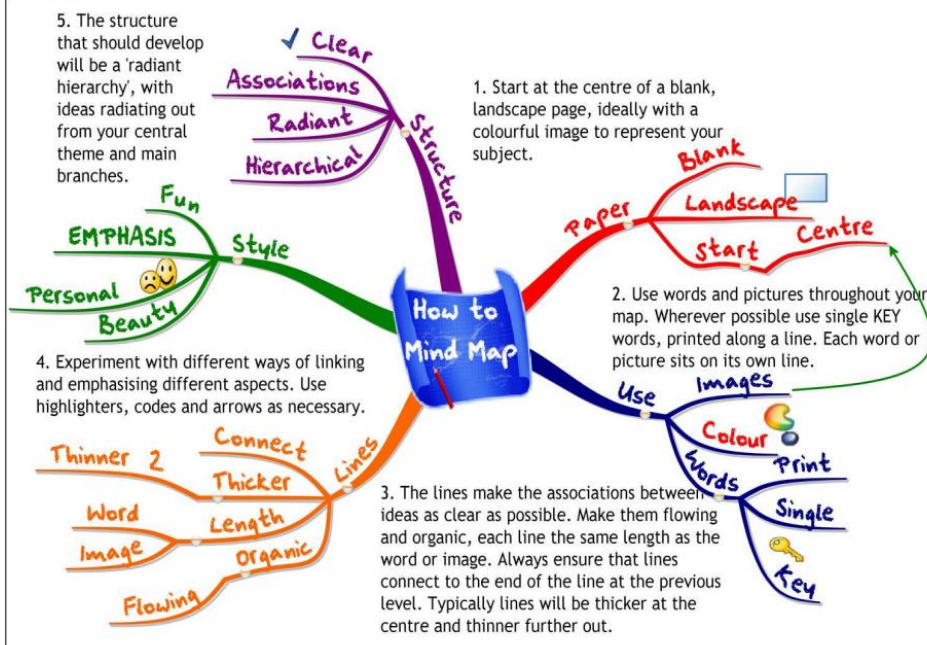 5. The structure
that should develop
will be a 'radiant
hierarchy', with
ideas radiating out
from your central
theme and main
branches.
Clear
Associations
Radiant
Hierarchical
Structure
1. Start at the centre of a blank,
landscape page, ideally with a
colourful image to represent your
subject.
Blank
Landscape
Paper
Start
Centre
Fun
EMPHASIS
Style
Personal
Beauty
How to
Mind Map
2. Use words and pictures throughout your
map. Wherever possible use single KEY
words, printed along a line. Each word or
picture sits on its own line.
Use
Images
Colour
Words
Print
Single
Key
4. Experiment with different ways of linking
and emphasising different aspects. Use
highlighters, codes and arrows as necessary.
Lines
Connect
Thinner 2
Thicker
Word
Length
Image
Organic
Flowing
3. The lines make the associations between
ideas as clear as possible. Make them flowing
and organic, each line the same length as the
word or image. Always ensure that lines
connect to the end of the line at the previous
level. Typically lines will be thicker at the
centre and thinner further out.